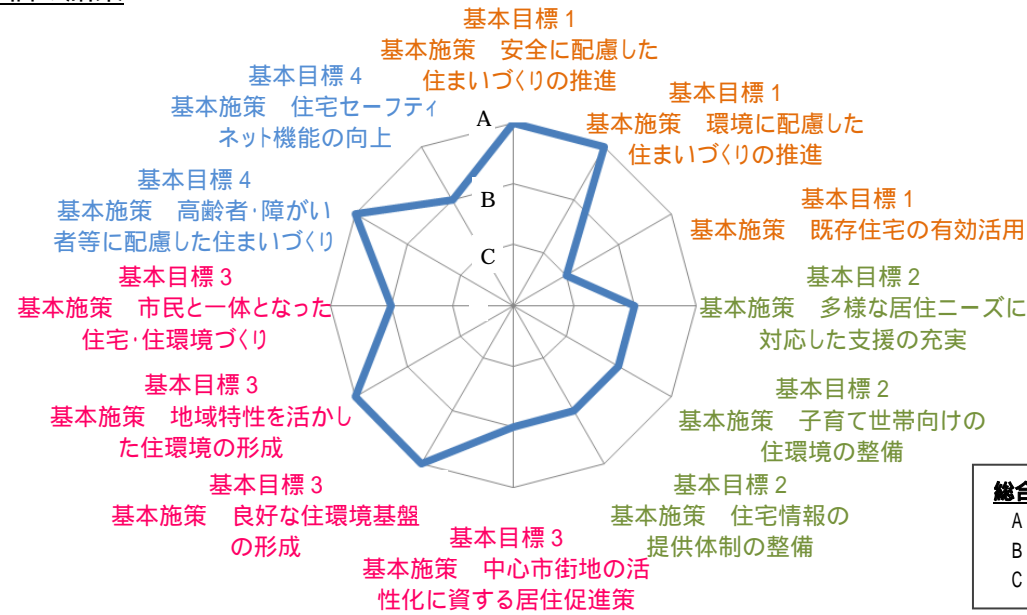 基本目標 1
基本施策　安全に配慮した
住まいづくりの推進
基本目標 1
基本施策　環境に配慮した
住まいづくりの推進
基本目標 1
基本施策　既存住宅の有効活用
基本目標 2
基本施策　多様な居住ニーズに
対応した支援の充実
基本目標 2
基本施策　子育て世帯向けの
住環境の整備
基本目標 2
基本施策　住宅情報の
提供体制の整備
基本目標 3
基本施策　中心市街地の活
性化に資する居住促進策
基本目標 3
基本施策　良好な住環境基盤
の形成
基本目標 3
基本施策　地域特性を活かし
た住環境の形成
基本目標 3
基本施策　市民と一体となった
住宅・住環境づくり
基本目標 4
基本施策　高齢者・障がい
者等に配慮した住まいづくり
基本目標 4
基本施策　住宅セーフティ
ネット機能の向上
A
B
C
総合
A
B
C